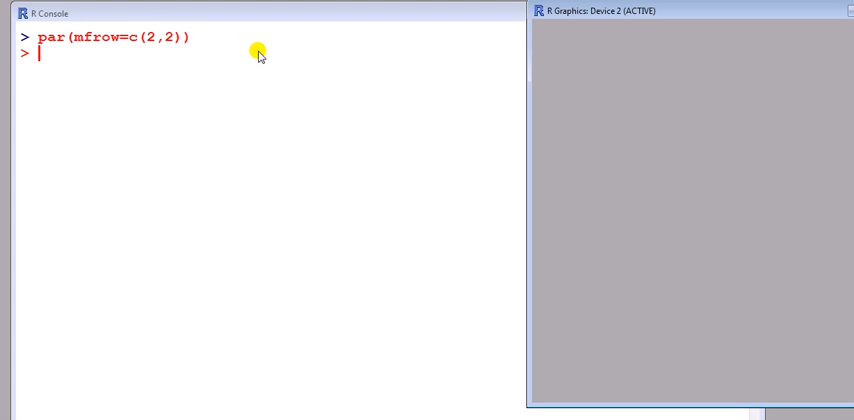 R Console
R Graphics: Device 2 (ACTIVE)
> par(mfrow=c(2,2))
>